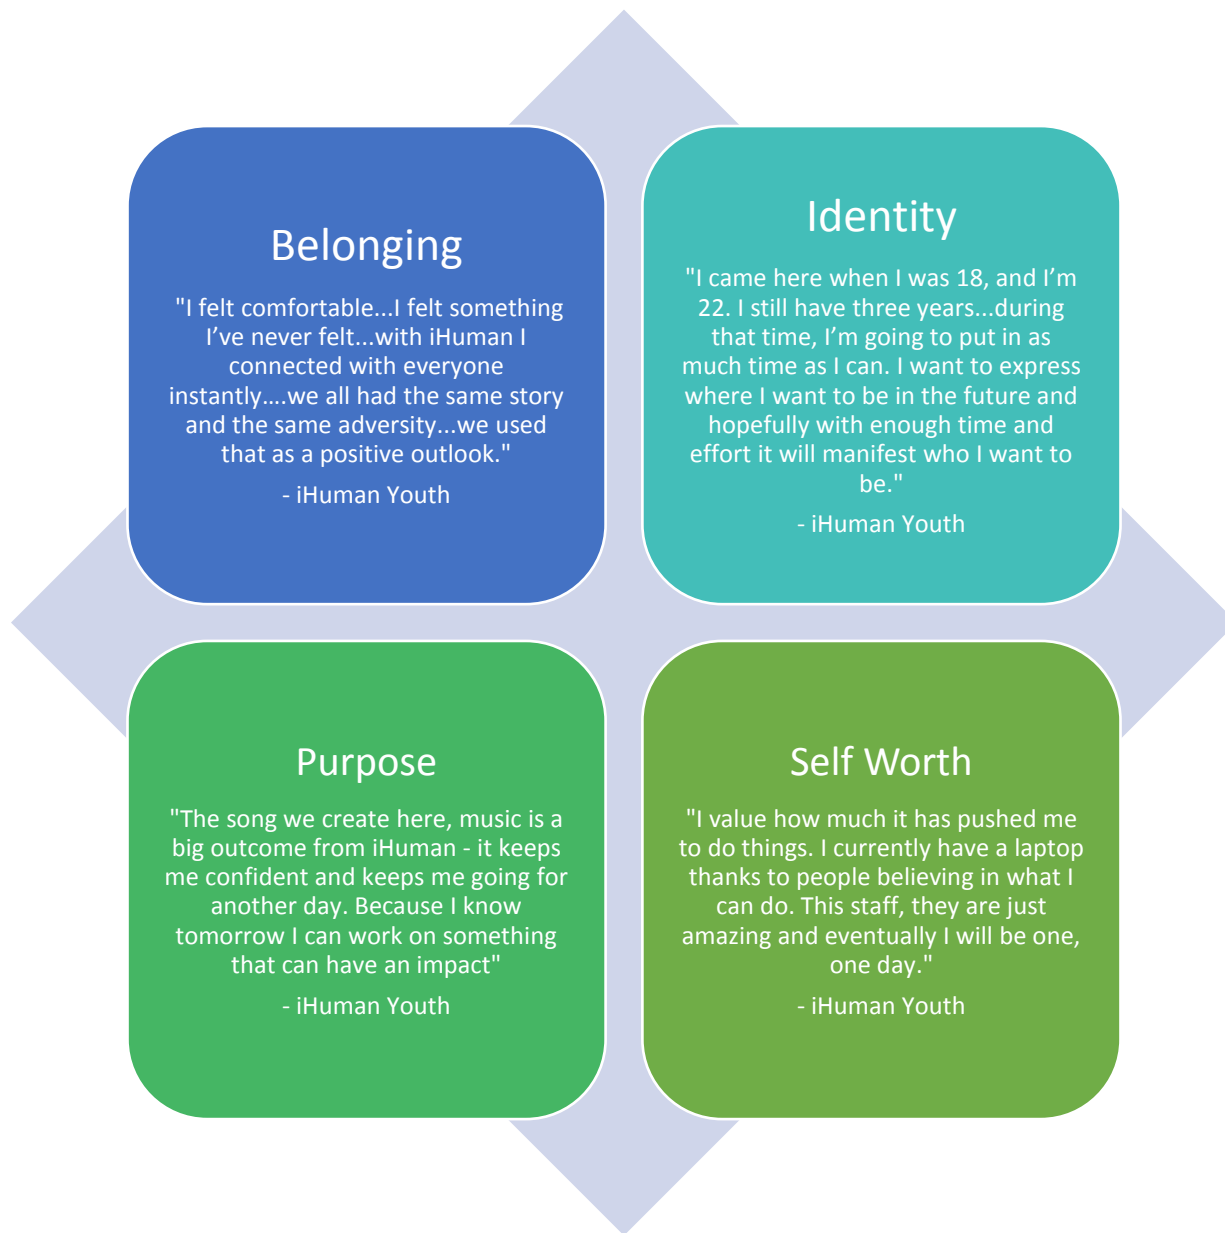 Belonging
"I felt comfortable...I felt something
I’ve never felt...with iHuman I
connected with everyone
instantly....we all had the same story
and the same adversity...we used
that as a positive outlook."
- iHuman Youth
Identity
"I came here when I was 18, and I’m
22. I still have three years...during
that time, I’m going to put in as
much time as I can. I want to express
where I want to be in the future and
hopefully with enough time and
effort it will manifest who I want to
be."
- iHuman Youth
Purpose
"The song we create here, music is a
big outcome from iHuman - it keeps
me confident and keeps me going for
another day. Because I know
tomorrow I can work on something
that can have an impact"
- iHuman Youth
Self Worth
"I value how much it has pushed me
to do things. I currently have a laptop
thanks to people believing in what I
can do. This staff, they are just
amazing and eventually I will be one,
one day."
- iHuman Youth